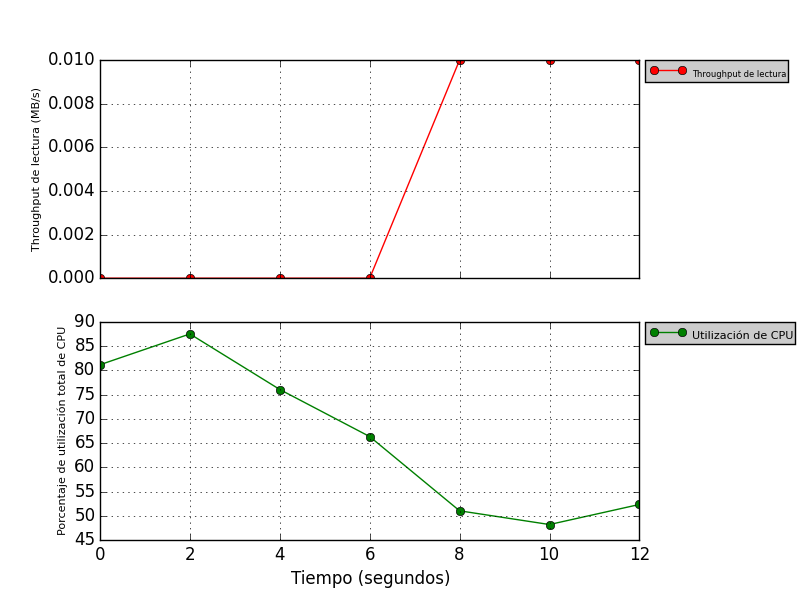 0.010
0.008
0.006
0.004
0.002
0.000
Throughput de lectura (MB/s)
Throughput de lectura
90
85
80
75
70
65
60
55
50
45
Porcentaje de utilización total de CPU
Utilización de CPU
0 2 4 6 8 10 12
Tiempo (segundos)